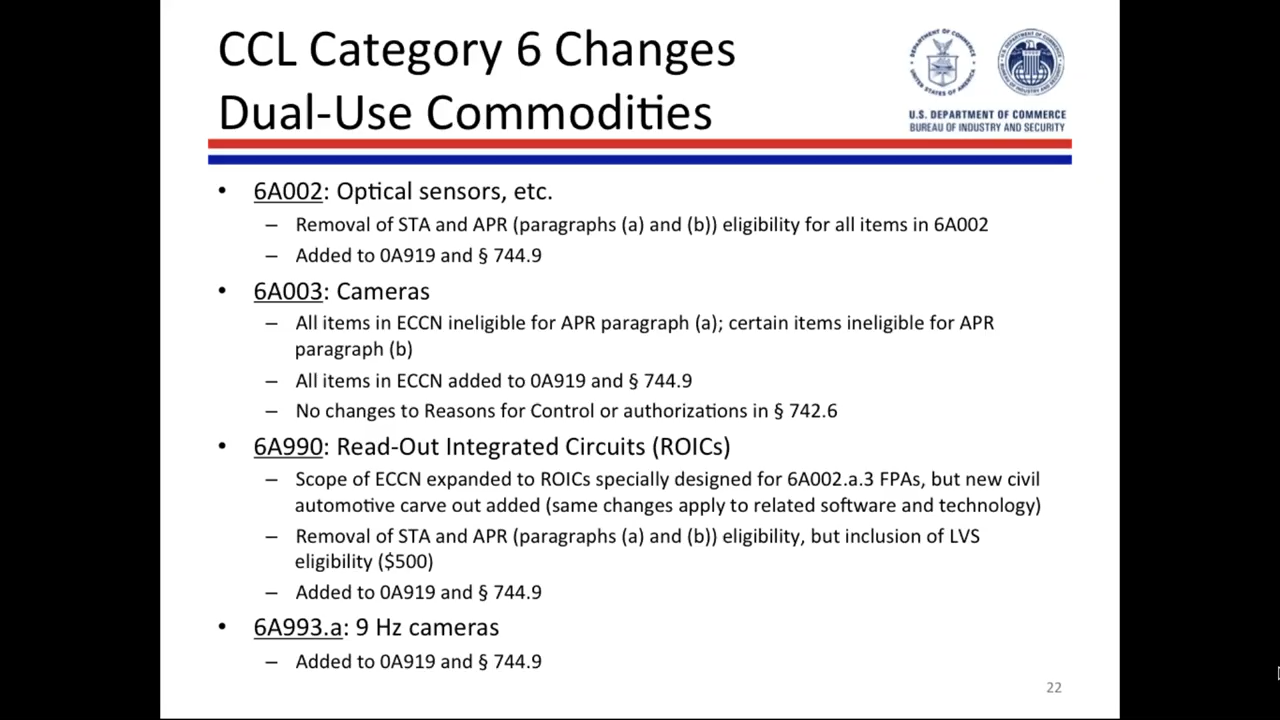 CCL Category 6 Changes
Dual-Use Commodities
DEPARTMENT OF COMMERCE
UNITED STATES OF AMERICA
U.S. DEPARTMENT OF COMMERCE
BUREAU OF INDUSTRY AND SECURITY
• 6A002: Optical sensors, etc.
– Removal of STA and APR (paragraphs (a) and (b)) eligibility for all items in 6A002
– Added to 0A919 and § 744.9
• 6A003: Cameras
– All items in ECCN ineligible for APR paragraph (a); certain items ineligible for APR
paragraph (b)
– All items in ECCN added to 0A919 and § 744.9
– No changes to Reasons for Control or authorizations in § 742.6
• 6A990: Read-Out Integrated Circuits (ROICs)
– Scope of ECCN expanded to ROICs specially designed for 6A002.a.3 FPAs, but new civil
automotive carve out added (same changes apply to related software and technology)
– Removal of STA and APR (paragraphs (a) and (b)) eligibility, but inclusion of LVS
eligibility ($500)
– Added to 0A919 and § 744.9
• 6A993.a: 9 Hz cameras
– Added to 0A919 and § 744.9
22